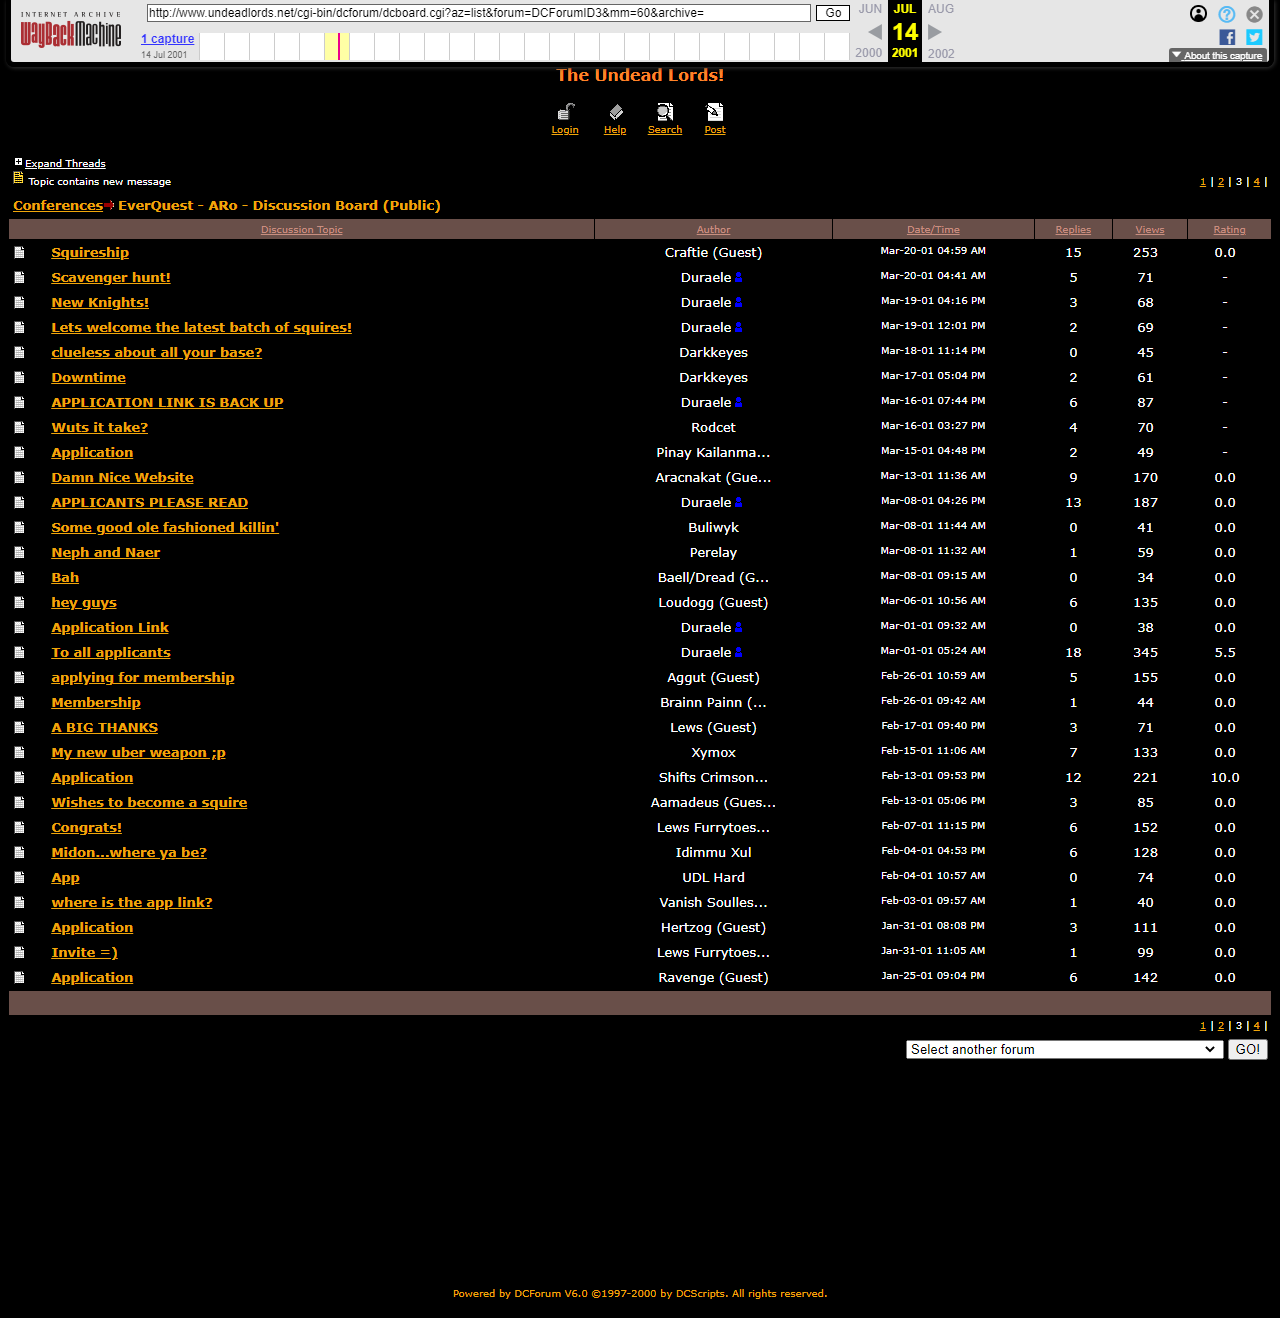 INTERNET ARCHIVE
WayBackMachine
http://www.undeadlords.net/cgi-bin/dcforum/dcboard.cgi?az=list&forum=DCForumID3&mm=60&archive=
Go
JUN JUL AUG
1 capture
14 Jul 2001
14
2000 2001 2002
About this capture
The Undead Lords!
Login Help Search Post
Expand Threads
Topic contains new message
1 | 2 | 3 | 4 |
Conferences EverQuest - ARo - Discussion Board (Public)
Discussion Topic Author Date/Time Replies Views Rating
Squireship Craftie (Guest) Mar-20-01 04:59 AM 15 253 0.0
Scavenger hunt! Duraele Mar-20-01 04:41 AM 5 71 -
New Knights! Duraele Mar-19-01 04:16 PM 3 68 -
Lets welcome the latest batch of squires! Duraele Mar-19-01 12:01 PM 2 69 -
clueless about all your base? Darkkeyes Mar-18-01 11:14 PM 0 45 -
Downtime Darkkeyes Mar-17-01 05:04 PM 2 61 -
APPLICATION LINK IS BACK UP Duraele Mar-16-01 07:44 PM 6 87 -
Wuts it take? Rodcet Mar-16-01 03:27 PM 4 70 -
Application Pinay Kailanma... Mar-15-01 04:48 PM 2 49 -
Damn Nice Website Aracnakat (Gue... Mar-13-01 11:36 AM 9 170 0.0
APPLICANTS PLEASE READ Duraele Mar-08-01 04:26 PM 13 187 0.0
Some good ole fashioned killin' Buliwyk Mar-08-01 11:44 AM 0 41 0.0
Neph and Naer Perelay Mar-08-01 11:32 AM 1 59 0.0
Bah Baell/Dread (G... Mar-08-01 09:15 AM 0 34 0.0
hey guys Loudogg (Guest) Mar-06-01 10:56 AM 6 135 0.0
Application Link Duraele Mar-01-01 09:32 AM 0 38 0.0
To all applicants Duraele Mar-01-01 05:24 AM 18 345 5.5
applying for membership Aggut (Guest) Feb-26-01 10:59 AM 5 155 0.0
Membership Brainn Painn (... Feb-26-01 09:42 AM 1 44 0.0
A BIG THANKS Lews (Guest) Feb-17-01 09:40 PM 3 71 0.0
My new uber weapon ;p Xymox Feb-15-01 11:06 AM 7 133 0.0
Application Shifts Crimson... Feb-13-01 09:53 PM 12 221 10.0
Wishes to become a squire Aamadeus (Gues... Feb-13-01 05:06 PM 3 85 0.0
Congrats! Lews Furrytoes... Feb-07-01 11:15 PM 6 152 0.0
Midon...where ya be? Idimmu Xul Feb-04-01 04:53 PM 6 128 0.0
App UDL Hard Feb-04-01 10:57 AM 0 74 0.0
where is the app link? Vanish Soulles... Feb-03-01 09:57 AM 1 40 0.0
Application Hertzog (Guest) Jan-31-01 08:08 PM 3 111 0.0
Invite =) Lews Furrytoes... Jan-31-01 11:05 AM 1 99 0.0
Application Ravenge (Guest) Jan-25-01 09:04 PM 6 142 0.0
1 | 2 | 3 | 4 |
Select another forum GO!
Powered by DCForum V6.0 ©1997-2000 by DCScripts. All rights reserved.